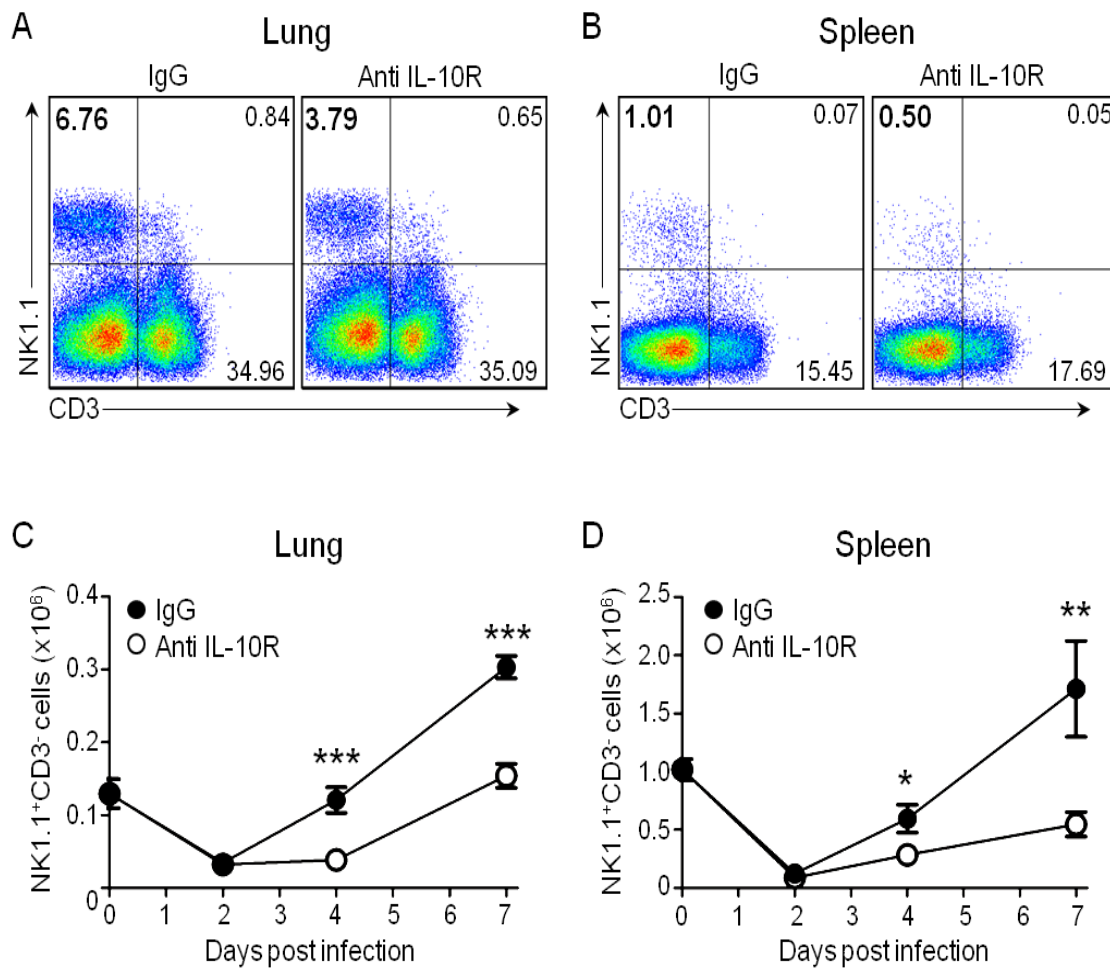 A Lung
IgG Anti IL-10R
6.76 0.84 3.79 0.65
34.96 35.09
NK1.1
CD3
B Spleen
IgG Anti IL-10R
1.01 0.07 0.50 0.05
15.45 17.69
NK1.1
CD3
C Lung
NK1.1⁺CD3⁻ cells (x10⁶)
0.4
0.3
0.2
0.1
0
IgG
Anti IL-10R
***
***
0 1 2 3 4 5 6 7
Days post infection
D Spleen
NK1.1⁺CD3⁻ cells (x10⁶)
2.5
2.0
1.5
1.0
0.5
0
IgG
Anti IL-10R
**
*
0 1 2 3 4 5 6 7
Days post infection